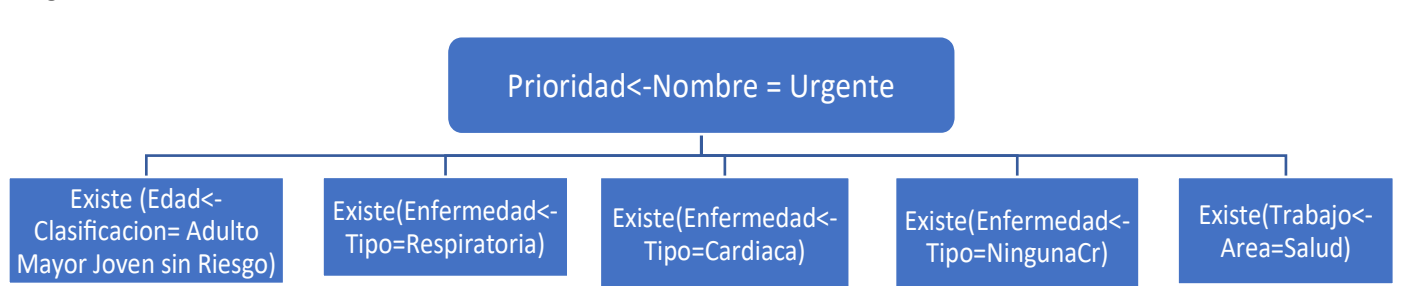 Prioridad<-Nombre = Urgente
Existe (Edad<-
Clasificacion= Adulto
Mayor Joven sin Riesgo)
Existe(Enfermedad<-
Tipo=Respiratoria)
Existe(Enfermedad<-
Tipo=Cardiaca)
Existe(Enfermedad<-
Tipo=NingunaCr)
Existe(Trabajo<-
Area=Salud)